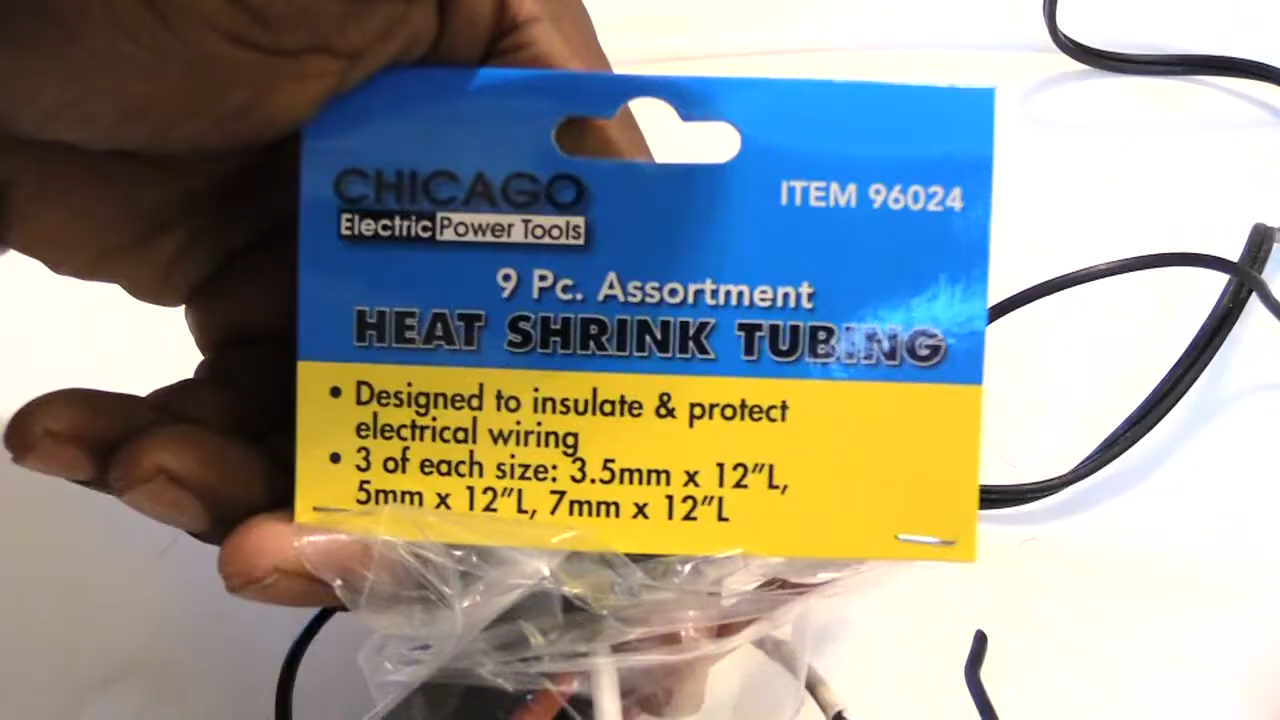 CHICAGO
Electric Power Tools
ITEM 96024
9 Pc. Assortment
HEAT SHRINK TUBING
• Designed to insulate & protect
electrical wiring
• 3 of each size: 3.5mm x 12”L,
5mm x 12”L, 7mm x 12”L